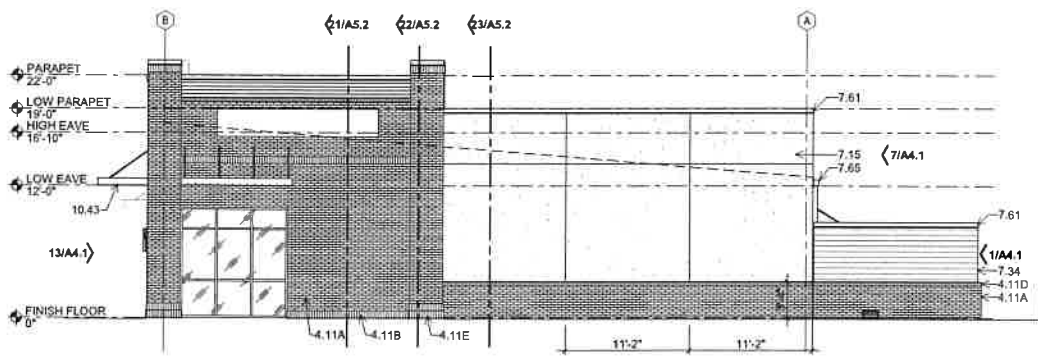 B
21/A5.2
22/A5.2
23/A5.2
A
PARAPET
22'-0"
LOW PARAPET
19'-0"
HIGH EAVE
16'-10"
LOW EAVE
12'-0"
10.43
13/A4.1
FINISH FLOOR
0"
7.61
7.15
7/A4.1
7.65
7.61
1/A4.1
7.34
4.11D
4.11A
4.11A
4.11B
4.11E
11'-2"
11'-2"